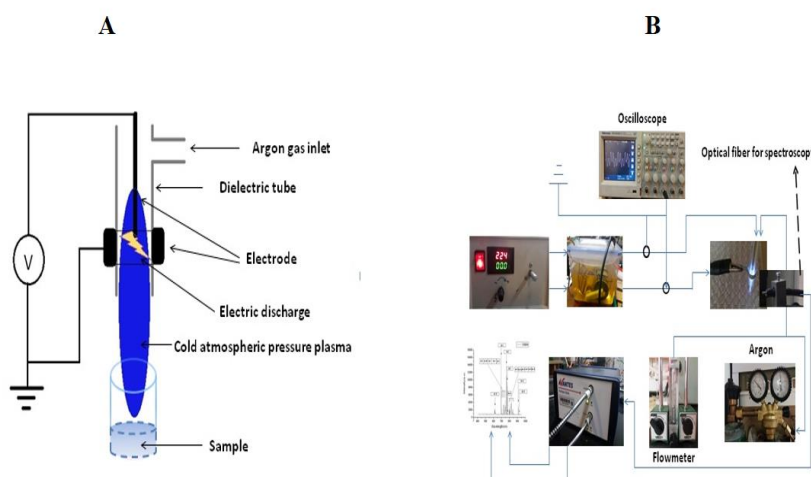 A
B
Argon gas inlet
Dielectric tube
Electrode
Electric discharge
Cold atmospheric pressure plasma
Sample
V
Oscilloscope
Optical fiber for spectroscopy
224
000
Argon
Flowmeter